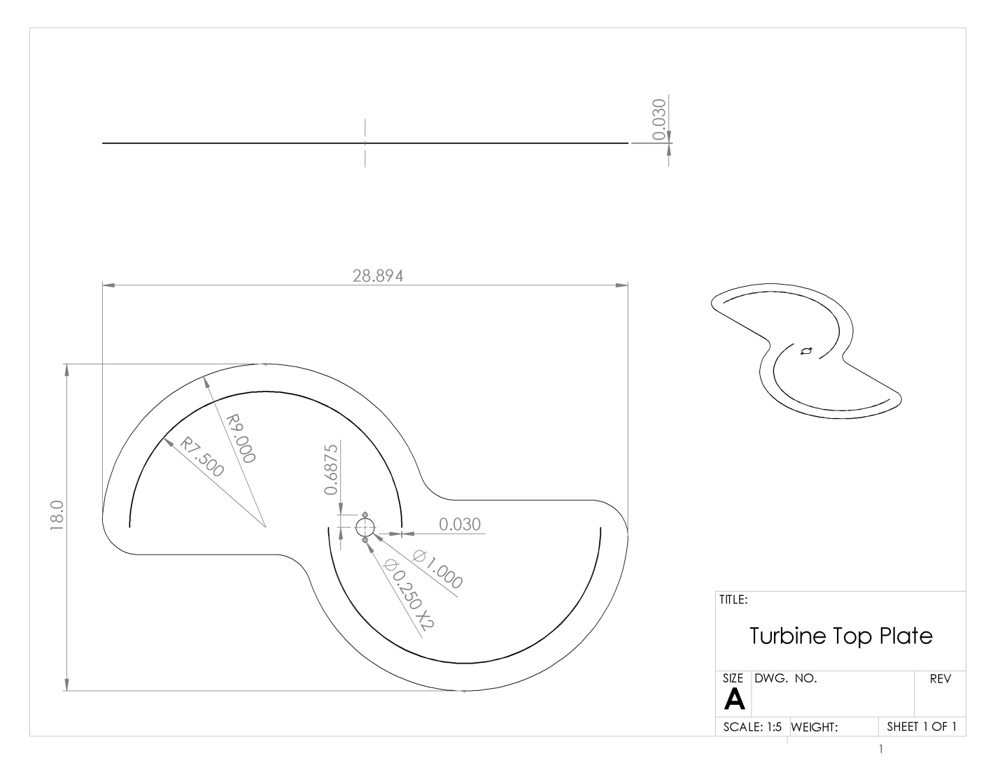 0.030
28.894
R9.000
R7.500
0.6875
18.0
0.030
Ø1.000
Ø0.250 X2
TITLE:
Turbine Top Plate
SIZE
DWG. NO.
REV
A
SCALE: 1:5
WEIGHT:
SHEET 1 OF 1
1